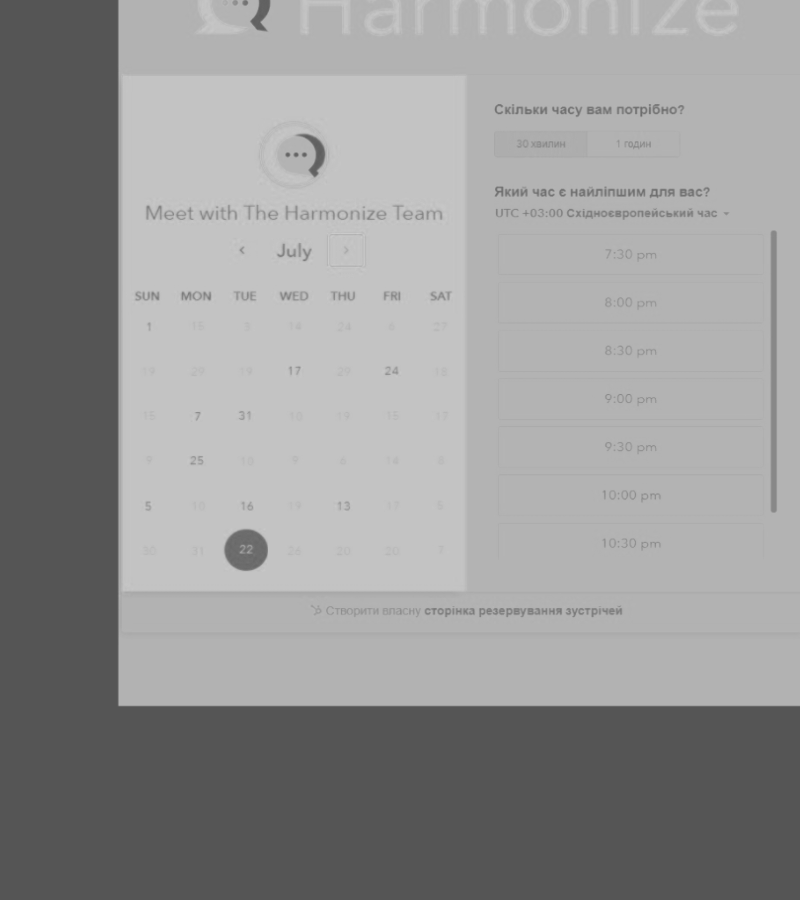 Harmonize
Meet with The Harmonize Team
July
SUN MON TUE WED THU FRI SAT
1 15 5 14 24 4 27
19 29 19 17 29 24 18
15 7 31 10 19 15 17
9 25 16 9 6 14 8
5 10 16 19 13 17 5
30 31 22 26 20 20 7
Скільки часу вам потрібно?
30 хвилин 1 годин
Який час є найліпшим для вас?
UTC +03:00 Східноєвропейський час
7:30 pm
8:00 pm
8:30 pm
9:00 pm
9:30 pm
10:00 pm
10:30 pm
Створити власну сторінка резервування зустрічей